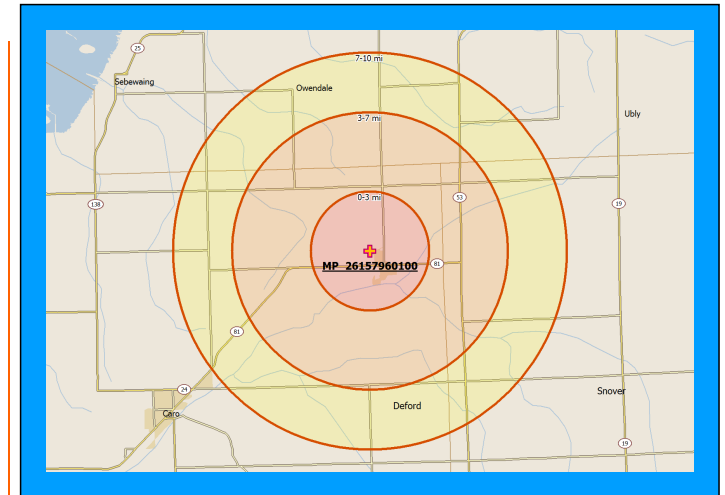 25
7-10 mi
Sebewaing
Owendale
Ubly
3-7 mi
138
0-3 mi
53
19
MP 26157960100
81
81
24
Caro
Deford
Snover
19